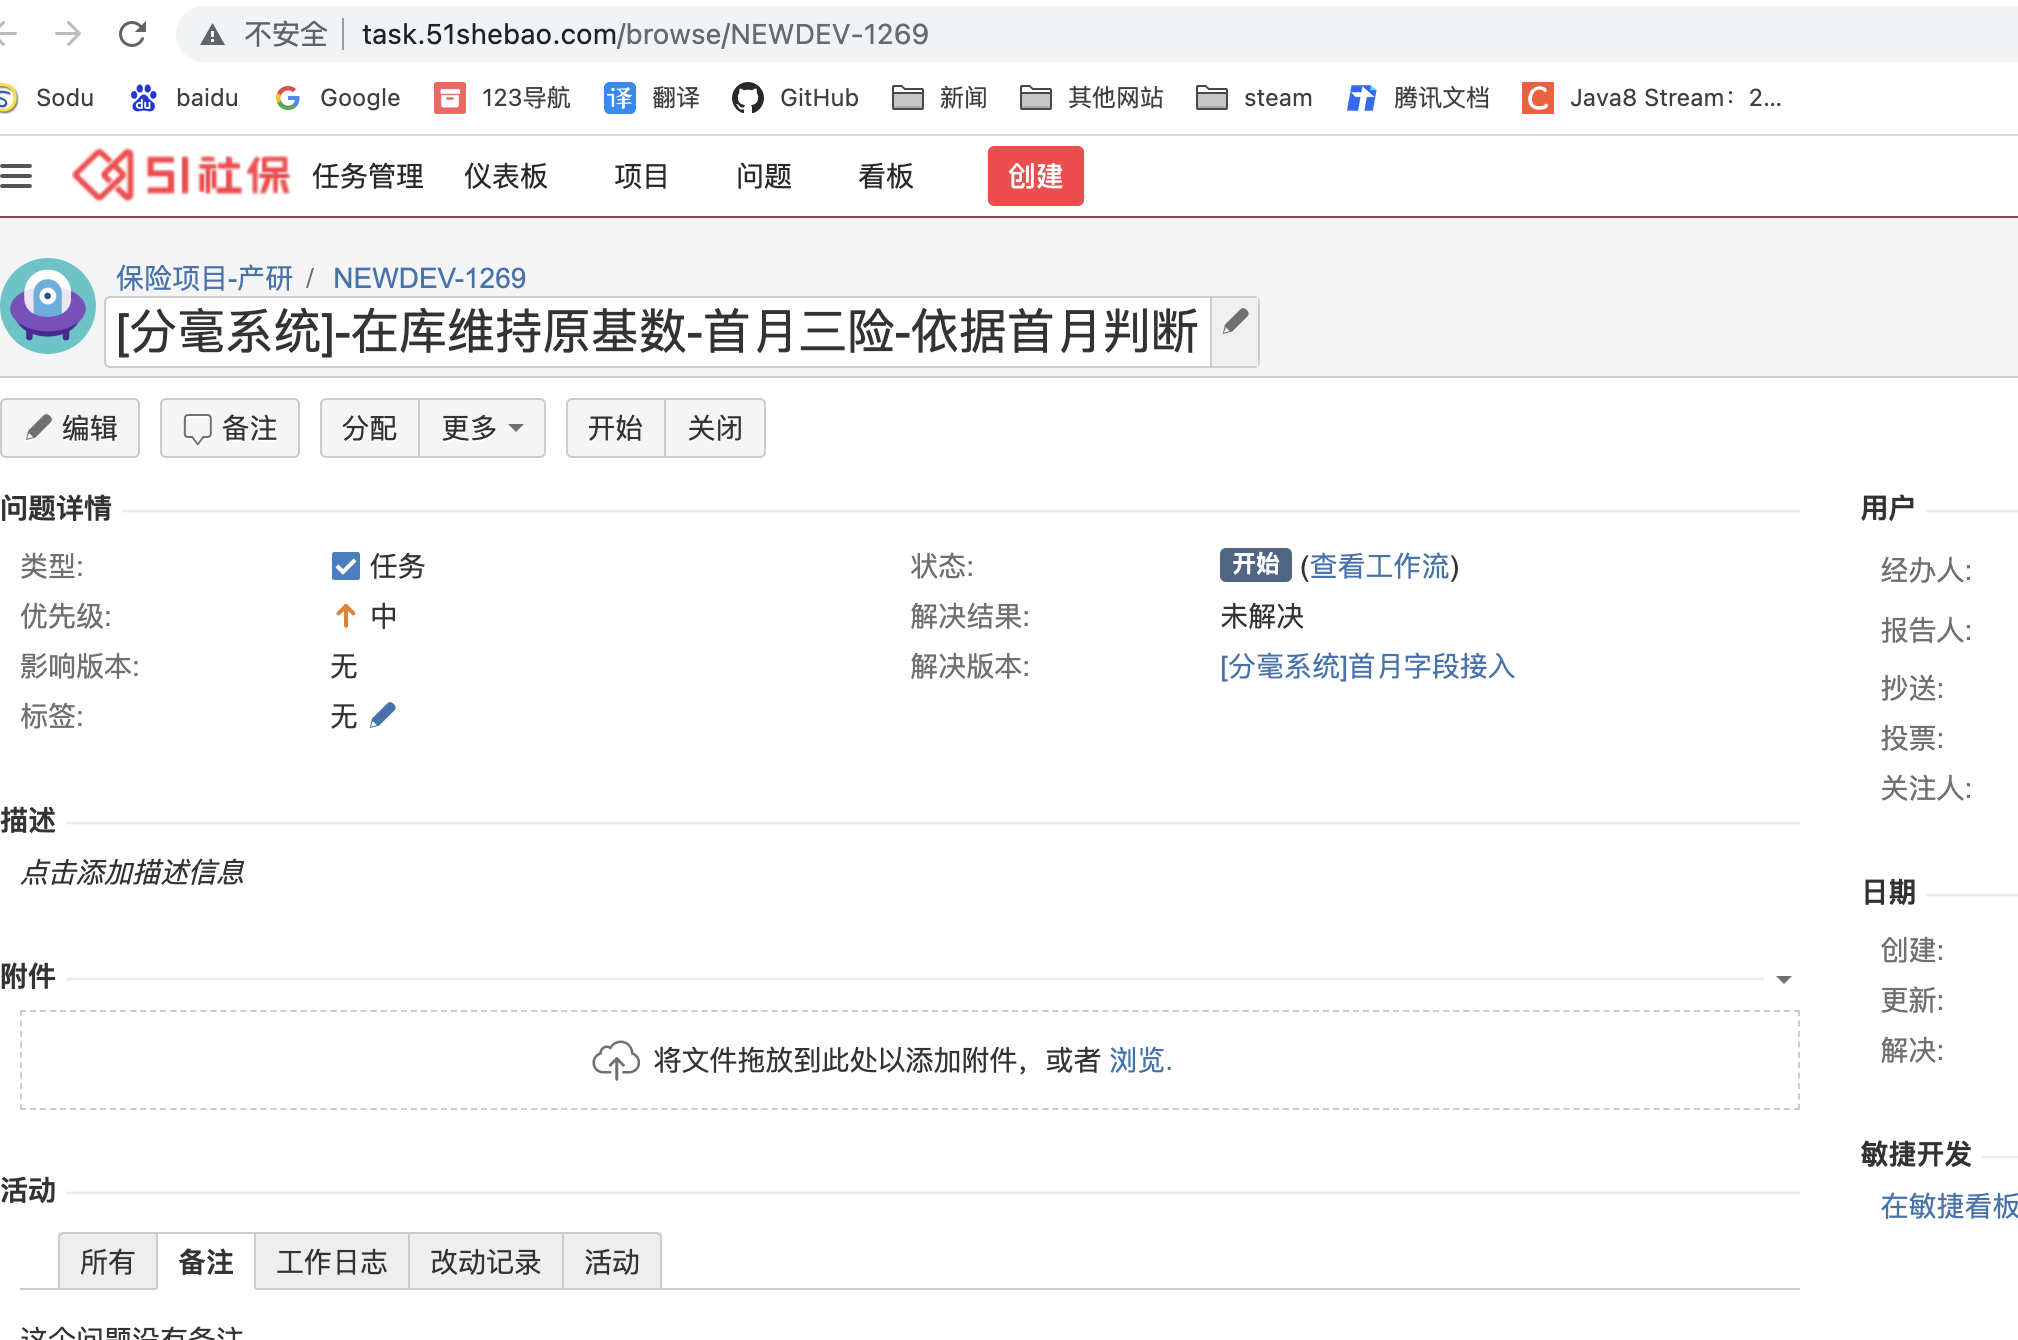 不安全 task.51shebao.com/browse/NEWDEV-1269
Sodu baidu Google 123导航 译 翻译 GitHub 新闻 其他网站 steam 腾讯文档 Java8 Stream：2...
51社保 任务管理 仪表板 项目 问题 看板 创建
保险项目-产研 / NEWDEV-1269
[分毫系统]-在库维持原基数-首月三险-依据首月判断
编辑 备注 分配 更多 开始 关闭
问题详情
类型: 任务 状态: 开始 (查看工作流)
优先级: 中 解决结果: 未解决
影响版本: 无 解决版本: [分毫系统]首月字段接入
标签: 无
描述
点击添加描述信息
附件
将文件拖放到此处以添加附件，或者 浏览.
活动
所有 备注 工作日志 改动记录 活动
这个问题没有备注
用户
经办人:
报告人:
抄送:
投票:
关注人:
日期
创建:
更新:
解决:
敏捷开发
在敏捷看板